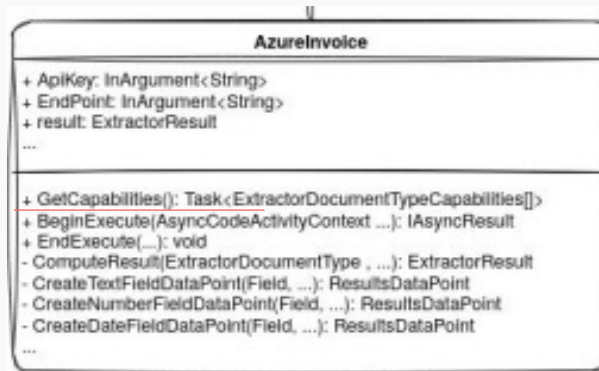 AzureInvoice
+ ApiKey: InArgument<String>
+ EndPoint: InArgument<String>
+ result: ExtractorResult
...
+ GetCapabilities(): Task<ExtractorDocumentTypeCapabilities[]>
+ BeginExecute(AsyncCodeActivityContext ...): IAsyncResult
+ EndExecute(...): void
- ComputeResult(ExtractorDocumentType , ...): ExtractorResult
- CreateTextFieldDataPoint(Field, ...): ResultsDataPoint
- CreateNumberFieldDataPoint(Field, ...): ResultsDataPoint
- CreateDateFieldDataPoint(Field, ...): ResultsDataPoint
...